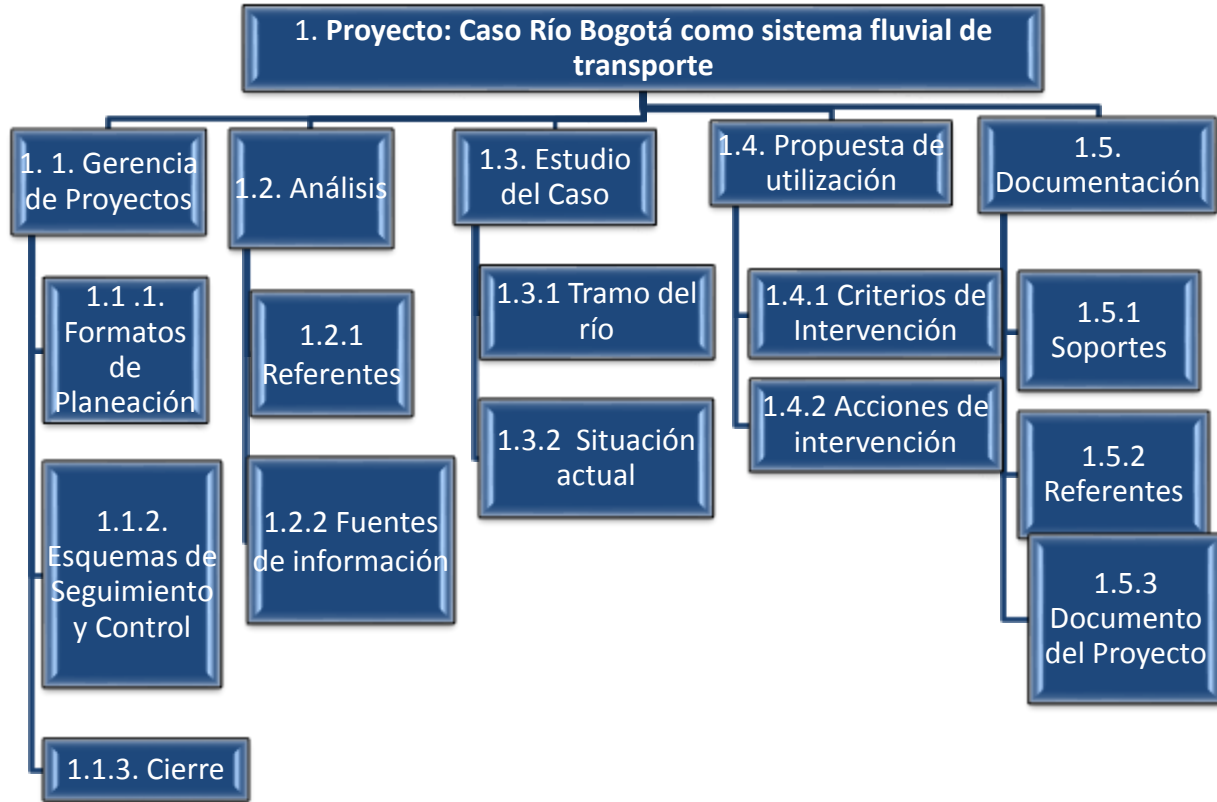 1. Proyecto: Caso Río Bogotá como sistema fluvial de
transporte
1. 1. Gerencia
de Proyectos
1.1 .1.
Formatos
de
Planeación
1.1.2.
Esquemas de
Seguimiento
y Control
1.1.3. Cierre
1.2. Análisis
1.2.1
Referentes
1.2.2 Fuentes
de información
1.3. Estudio
del Caso
1.3.1 Tramo del
río
1.3.2 Situación
actual
1.4. Propuesta de
utilización
1.4.1 Criterios de
Intervención
1.4.2 Acciones de
intervención
1.5.
Documentación
1.5.1
Soportes
1.5.2
Referentes
1.5.3
Documento
del Proyecto